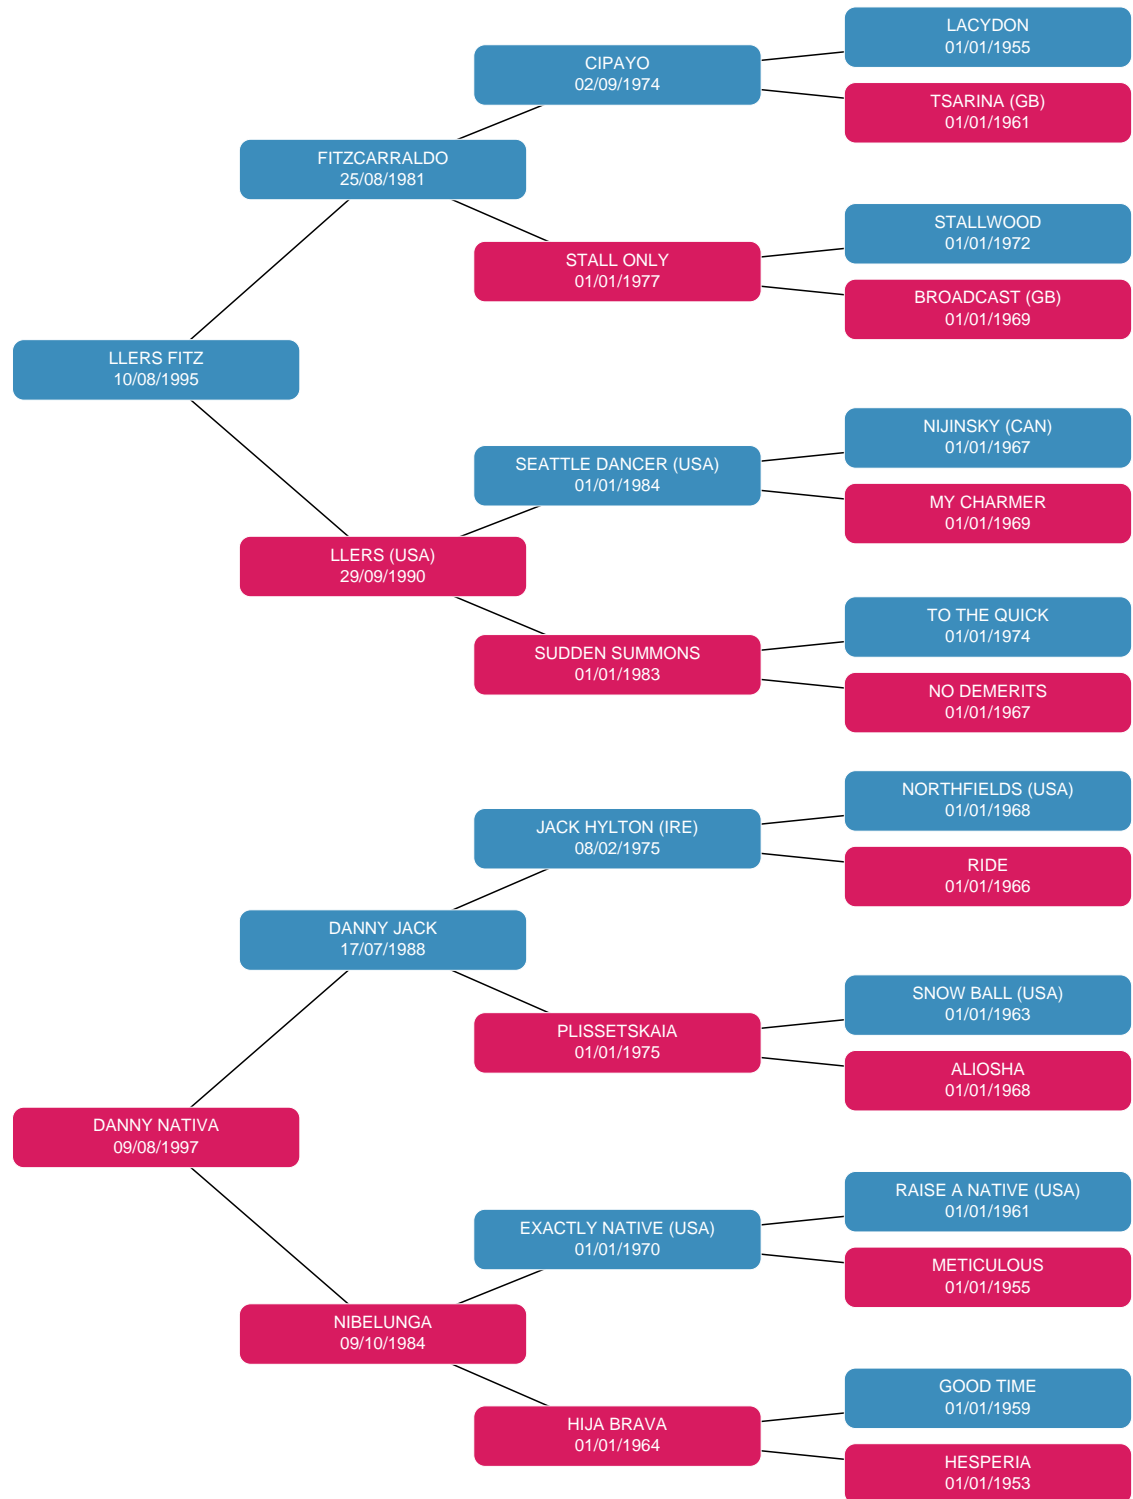 LACYDON
01/01/1955
CIPAYO
02/09/1974
TSARINA (GB)
01/01/1961
FITZCARRALDO
25/08/1981
STALLWOOD
01/01/1972
STALL ONLY
01/01/1977
BROADCAST (GB)
01/01/1969
LLERS FITZ
10/08/1995
NIJINSKY (CAN)
01/01/1967
SEATTLE DANCER (USA)
01/01/1984
MY CHARMER
01/01/1969
LLERS (USA)
29/09/1990
TO THE QUICK
01/01/1974
SUDDEN SUMMONS
01/01/1983
NO DEMERITS
01/01/1967
NORTHFIELDS (USA)
01/01/1968
JACK HYLTON (IRE)
08/02/1975
RIDE
01/01/1966
DANNY JACK
17/07/1988
SNOW BALL (USA)
01/01/1963
PLISSETSKAIA
01/01/1975
ALIOSHA
01/01/1968
DANNY NATIVA
09/08/1997
RAISE A NATIVE (USA)
01/01/1961
EXACTLY NATIVE (USA)
01/01/1970
METICULOUS
01/01/1955
NIBELUNGA
09/10/1984
GOOD TIME
01/01/1959
HIJA BRAVA
01/01/1964
HESPERIA
01/01/1953